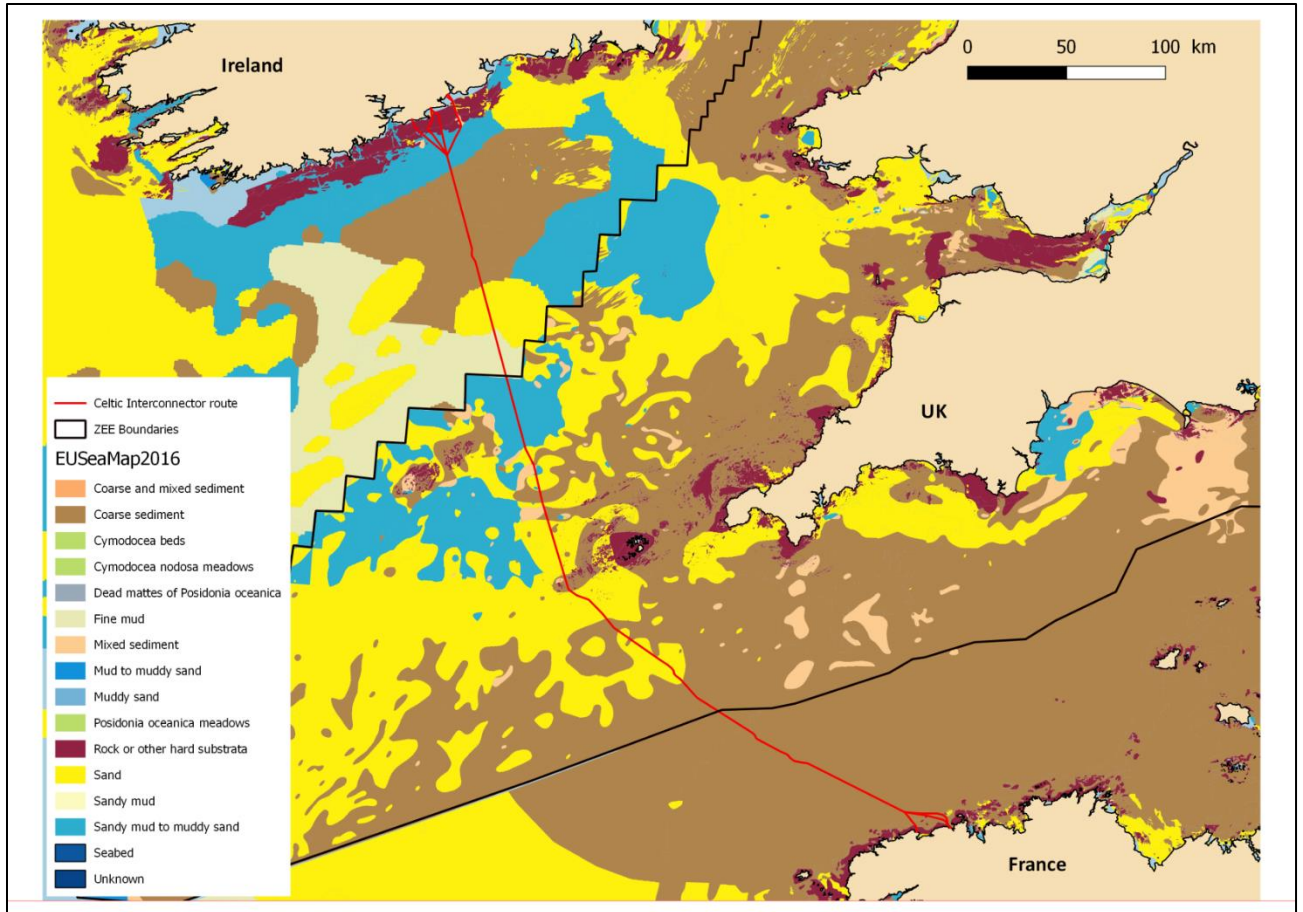 Ireland
0 50 100 km
UK
Celtic Interconnector route
ZEE Boundaries
EUSeaMap2016
Coarse and mixed sediment
Coarse sediment
Cymodocea beds
Cymodocea nodosa meadows
Dead mattes of Posidonia oceanica
Fine mud
Mixed sediment
Mud to muddy sand
Muddy sand
Posidonia oceanica meadows
Rock or other hard substrata
Sand
Sandy mud
Sandy mud to muddy sand
Seabed
Unknown
France